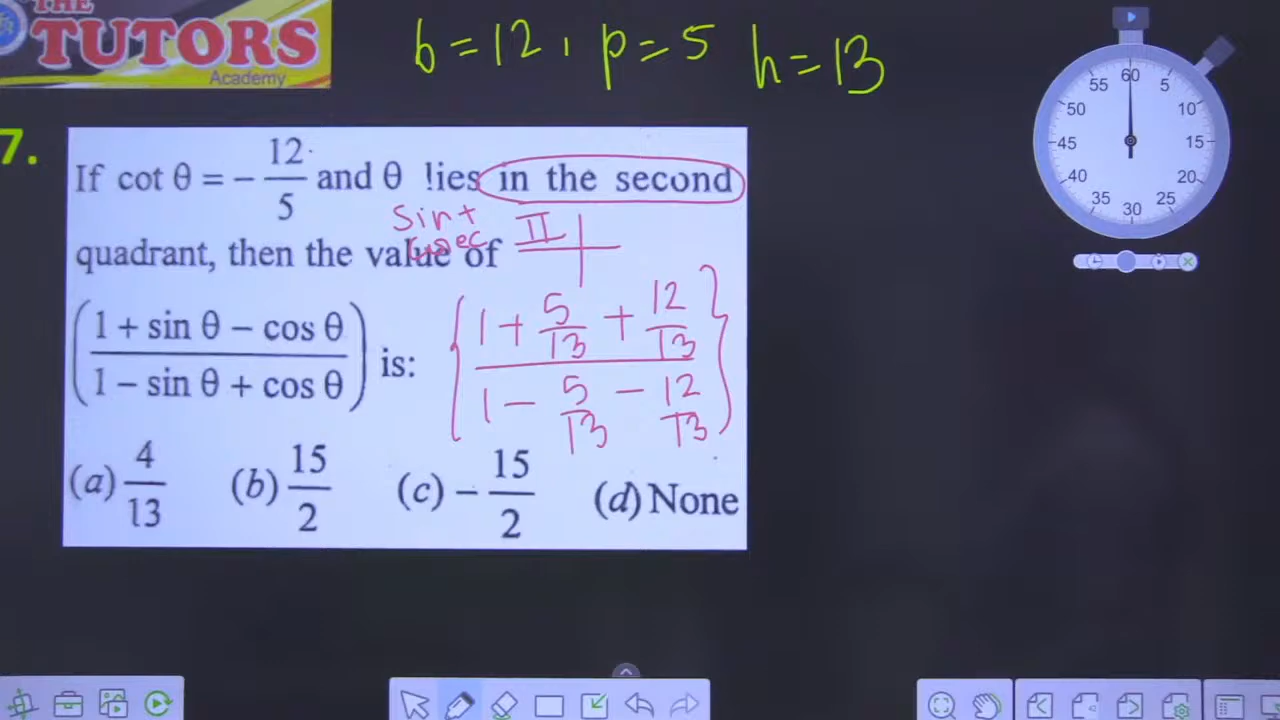 THE
TUTORS
Academy
b = 12, p = 5 h = 13
7.
If cot θ = - 12/5 and θ lies in the second
sin +
cosec
II
quadrant, then the value of
(1 + sin θ – cos θ / 1 – sin θ + cos θ) is:
{1 + 5/13 + 12/13 / 1 - 5/13 - 12/13}
(a) 4/13 (b) 15/2 (c) – 15/2 (d) None
60
55 5
50 10
45 15
40 20
35 25
30